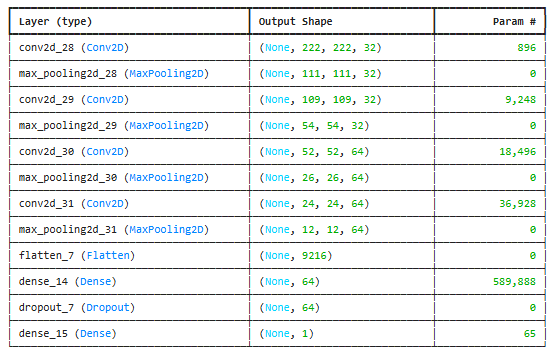 Layer (type) Output Shape Param #
conv2d_28 (Conv2D) (None, 222, 222, 32) 896
max_pooling2d_28 (MaxPooling2D) (None, 111, 111, 32) 0
conv2d_29 (Conv2D) (None, 109, 109, 32) 9,248
max_pooling2d_29 (MaxPooling2D) (None, 54, 54, 32) 0
conv2d_30 (Conv2D) (None, 52, 52, 64) 18,496
max_pooling2d_30 (MaxPooling2D) (None, 26, 26, 64) 0
conv2d_31 (Conv2D) (None, 24, 24, 64) 36,928
max_pooling2d_31 (MaxPooling2D) (None, 12, 12, 64) 0
flatten_7 (Flatten) (None, 9216) 0
dense_14 (Dense) (None, 64) 589,888
dropout_7 (Dropout) (None, 64) 0
dense_15 (Dense) (None, 1) 65